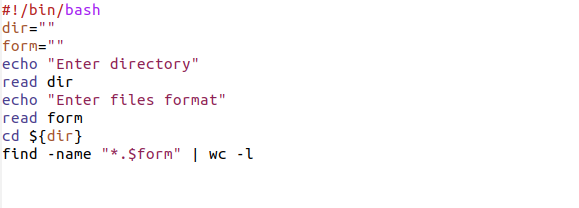 #!/bin/bash
dir=""
form=""
echo "Enter directory"
read dir
echo "Enter files format"
read form
cd ${dir}
find -name "*.$form" | wc -l